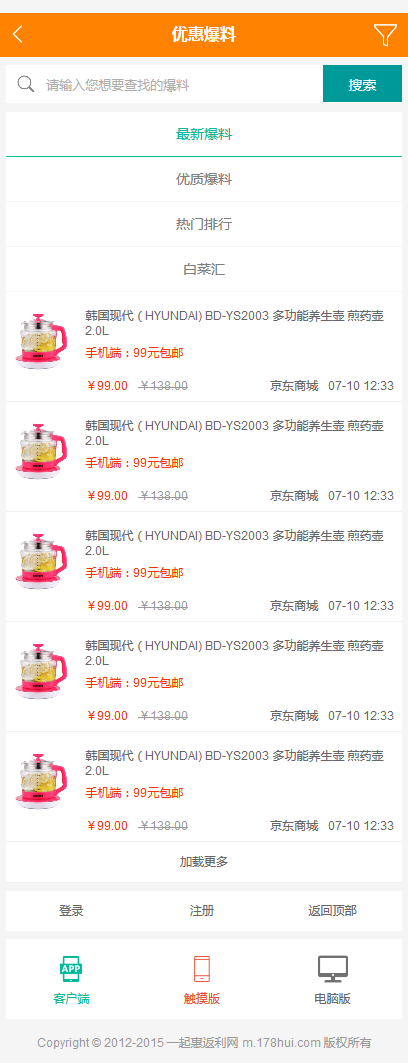 优惠爆料
请输入您想要查找的爆料
搜索
最新爆料
优质爆料
热门排行
白菜汇
韩国现代（HYUNDAI) BD-YS2003 多功能养生壶 煎药壶
2.0L
手机端：99元包邮
￥99.00 ￥138.00 京东商城 07-10 12:33
韩国现代（HYUNDAI) BD-YS2003 多功能养生壶 煎药壶
2.0L
手机端：99元包邮
￥99.00 ￥138.00 京东商城 07-10 12:33
韩国现代（HYUNDAI) BD-YS2003 多功能养生壶 煎药壶
2.0L
手机端：99元包邮
￥99.00 ￥138.00 京东商城 07-10 12:33
韩国现代（HYUNDAI) BD-YS2003 多功能养生壶 煎药壶
2.0L
手机端：99元包邮
￥99.00 ￥138.00 京东商城 07-10 12:33
韩国现代（HYUNDAI) BD-YS2003 多功能养生壶 煎药壶
2.0L
手机端：99元包邮
￥99.00 ￥138.00 京东商城 07-10 12:33
加载更多
登录 注册 返回顶部
APP
客户端 触摸版 电脑版
Copyright © 2012-2015 一起惠返利网 m.178hui.com 版权所有